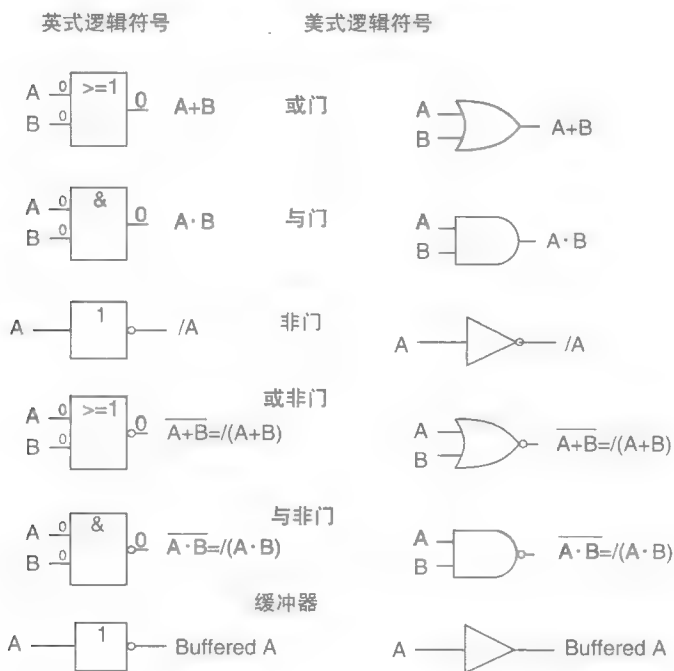 英式逻辑符号 美式逻辑符号
A 0 >=1 0 A+B 或门 A A+B
B 0 B
A 0 & 0 A·B 与门 A A·B
B 0 B
A 1 /A 非门 A /A
或非门
A 0 >=1 0 A+B=/(A+B) A A+B=/(A+B)
B 0 B
与非门
A 0 & 0 A·B=/(A·B) A A·B=/(A·B)
B 0 B
缓冲器
A 1 Buffered A A Buffered A